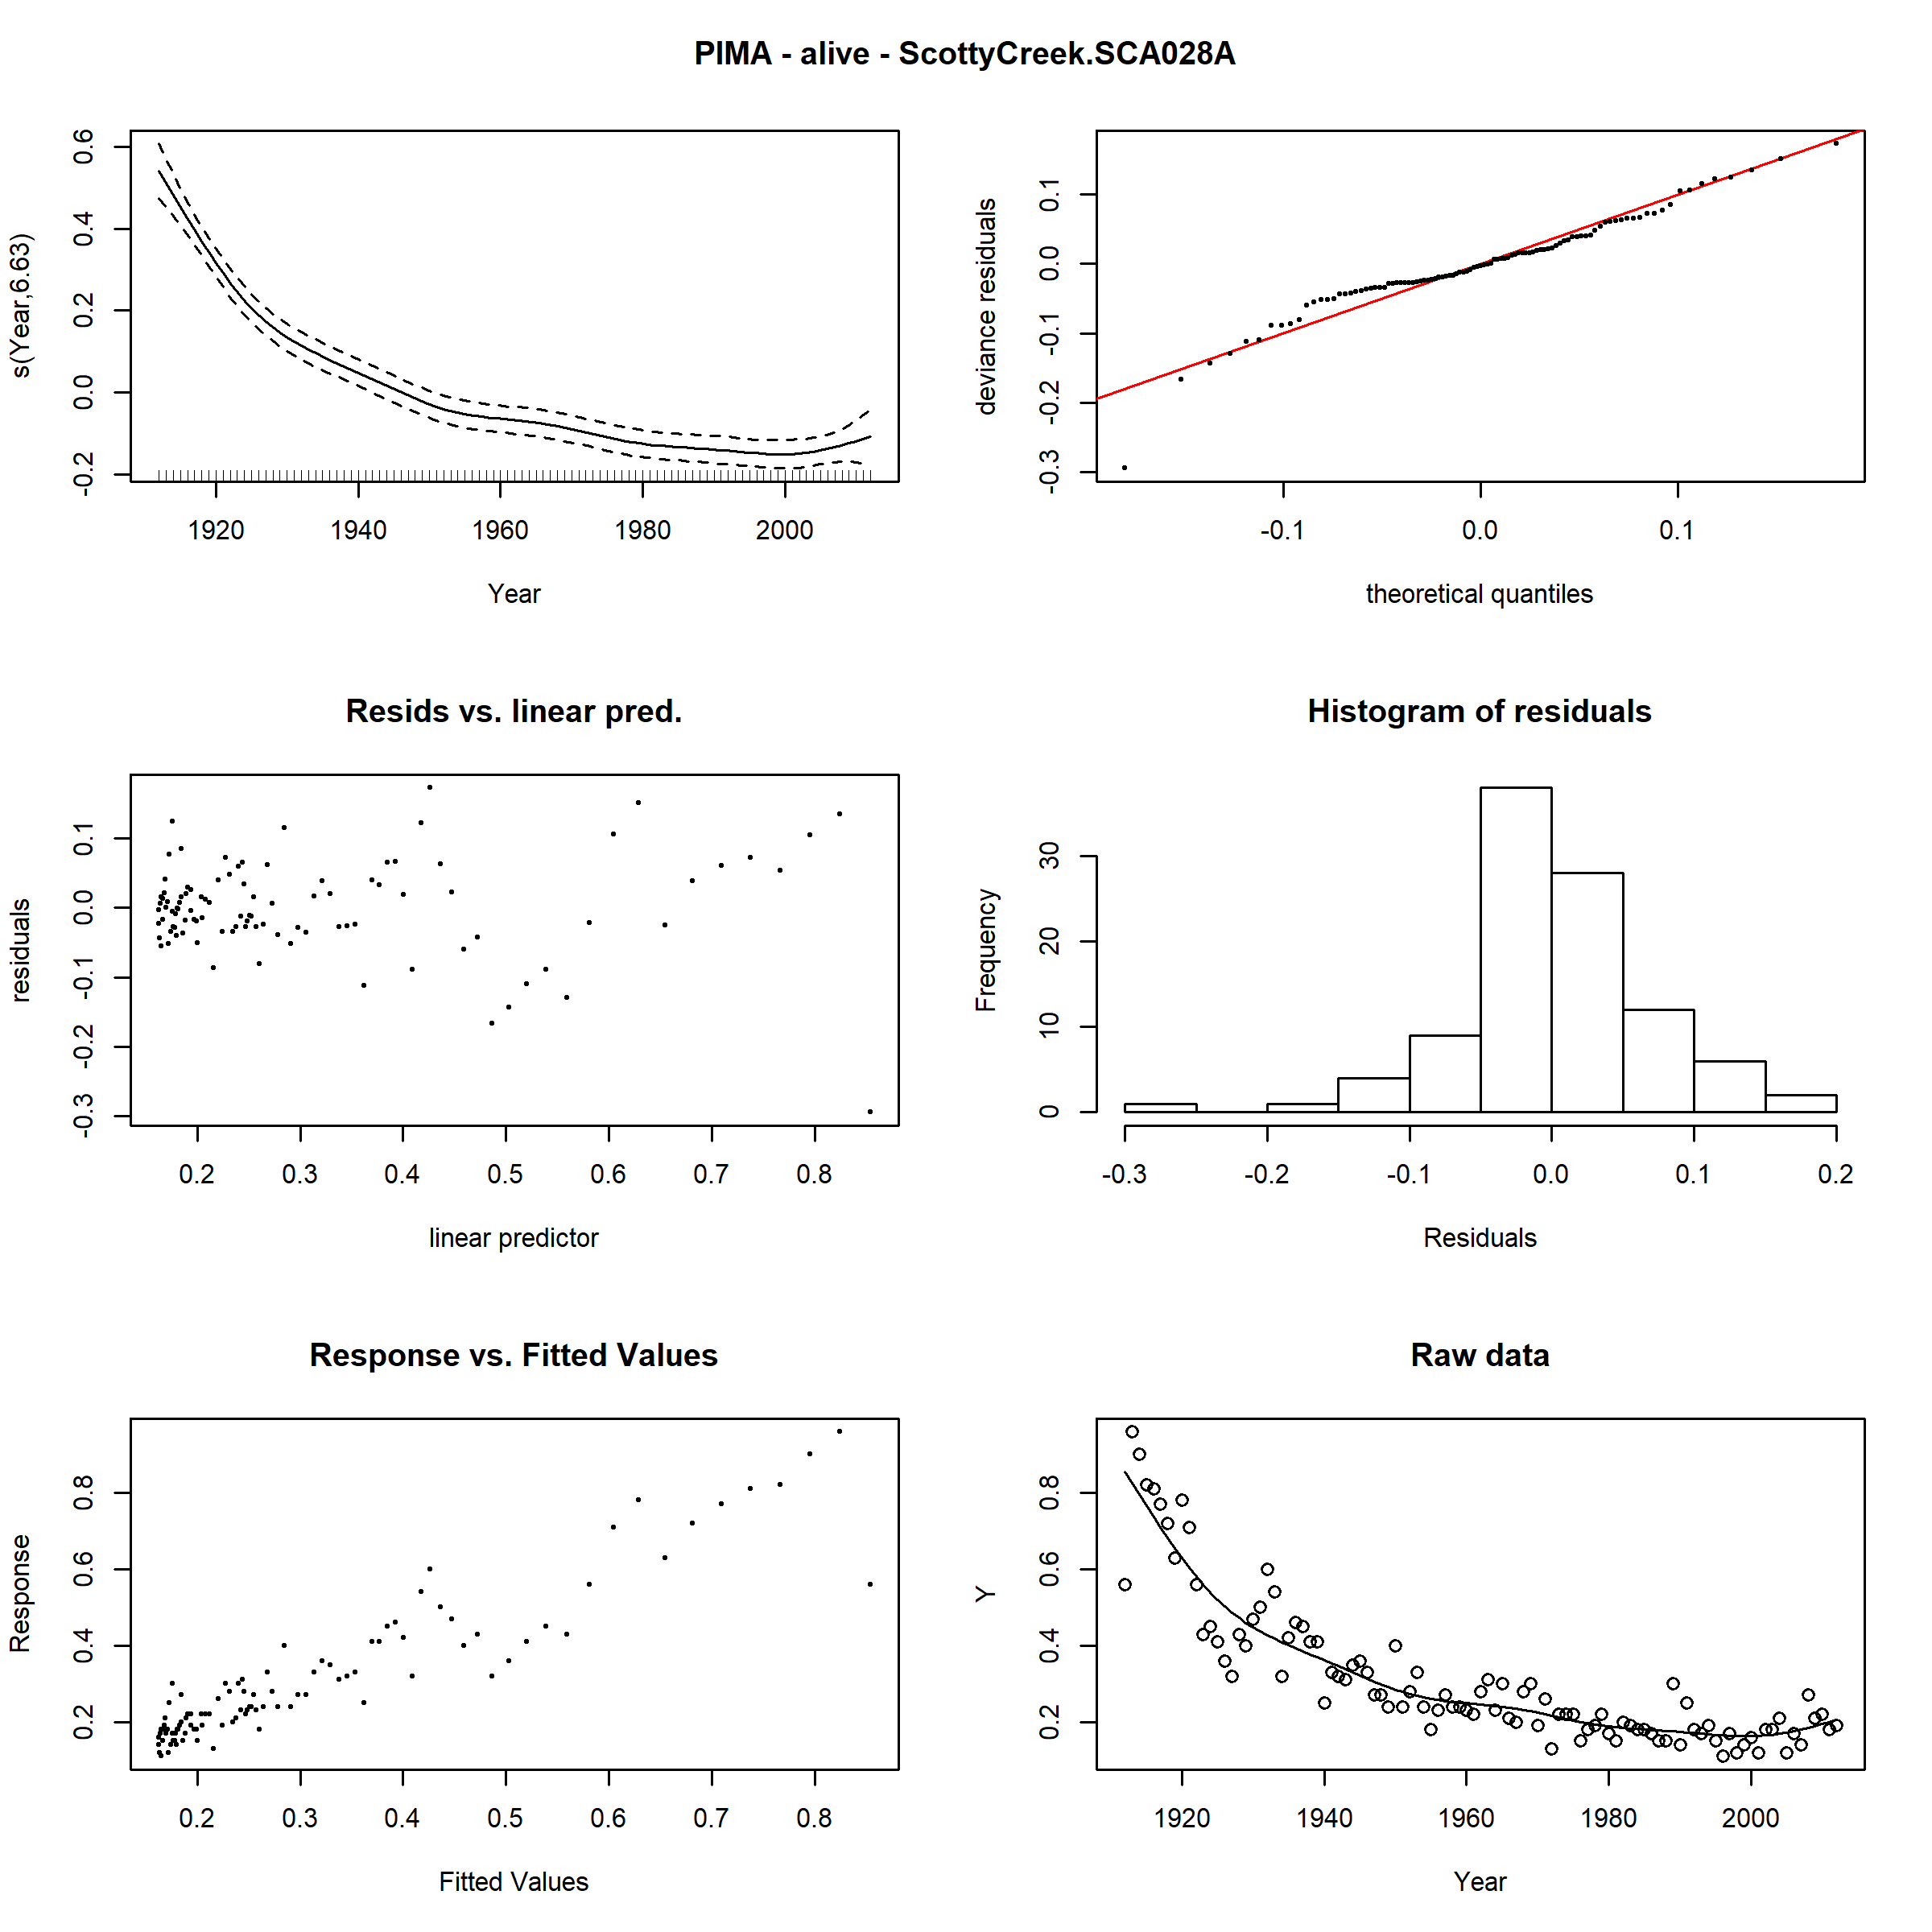 PIMA - alive - ScottyCreek.SCA028A
s(Year,6.63)
0.6
0.4
0.2
0.0
-0.2
1920 1940 1960 1980 2000
Year
deviance residuals
0.1
0.0
-0.1
-0.2
-0.3
-0.1 0.0 0.1
theoretical quantiles
Resids vs. linear pred.
residuals
0.1
0.0
-0.1
-0.2
-0.3
0.2 0.3 0.4 0.5 0.6 0.7 0.8
linear predictor
Histogram of residuals
Frequency
30
20
10
0
-0.3 -0.2 -0.1 0.0 0.1 0.2
Residuals
Response vs. Fitted Values
Response
0.8
0.6
0.4
0.2
0.2 0.3 0.4 0.5 0.6 0.7 0.8
Fitted Values
Raw data
Y
0.8
0.6
0.4
0.2
1920 1940 1960 1980 2000
Year